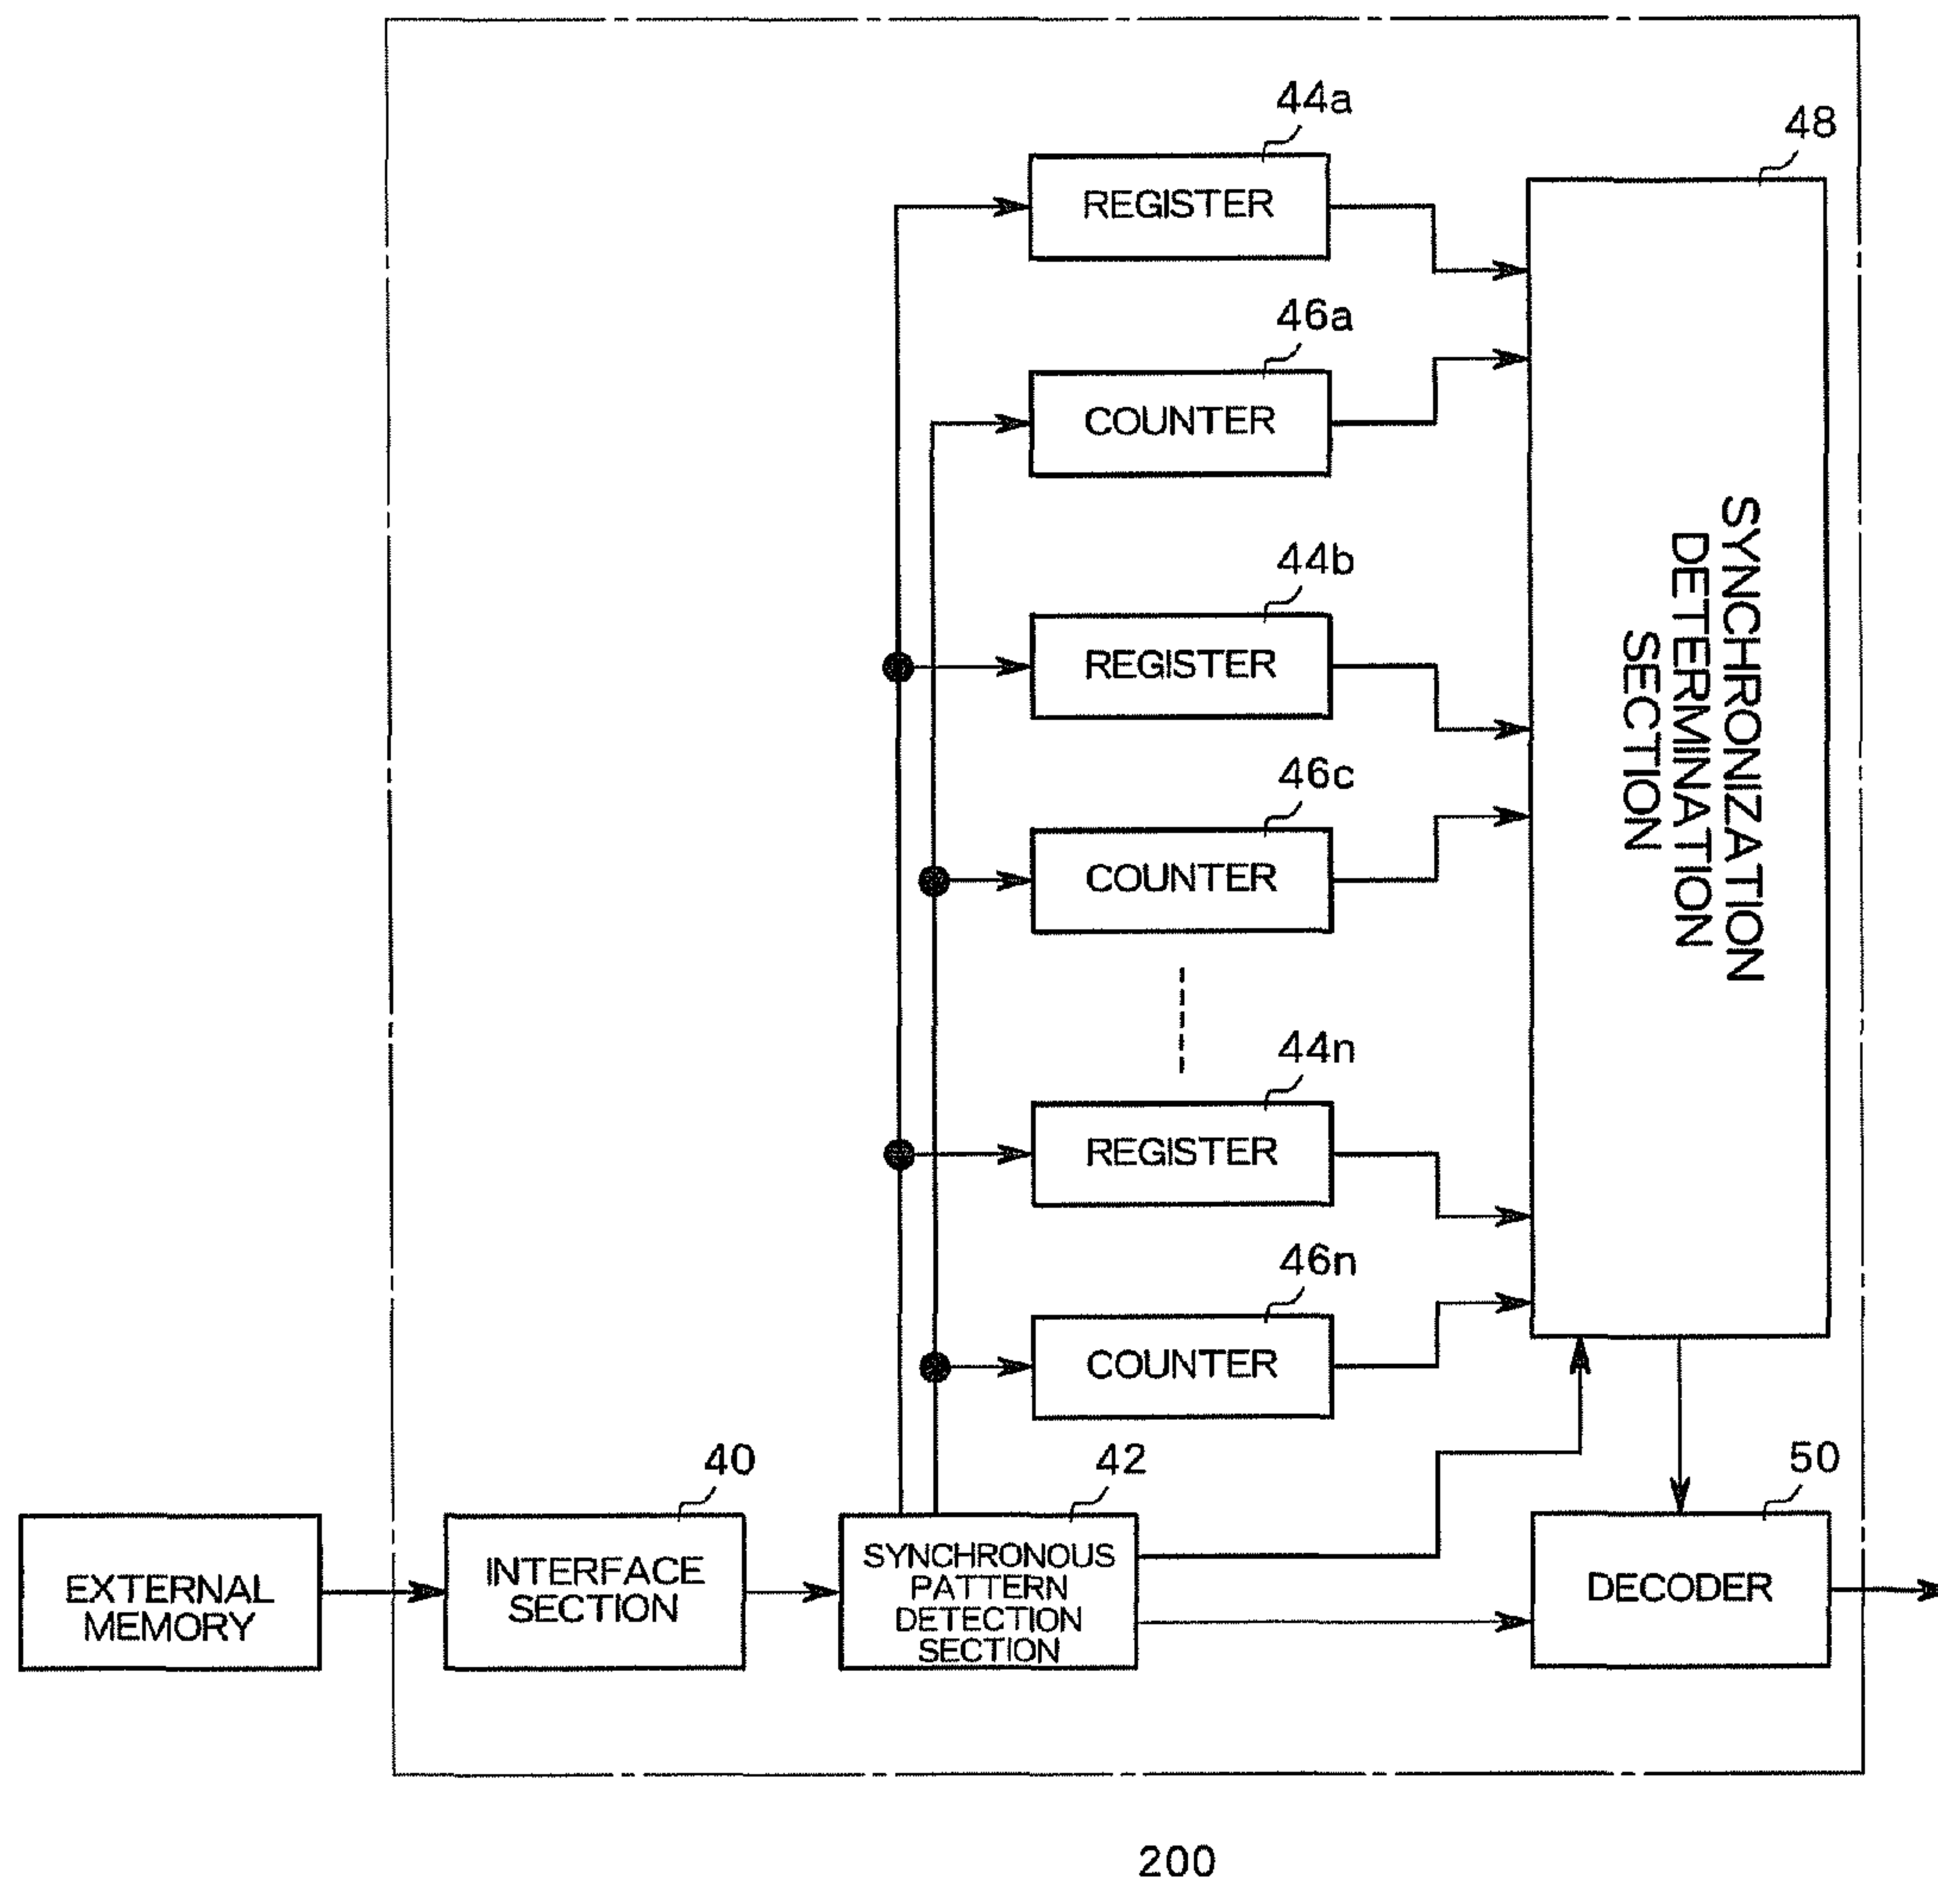 44a
48
REGISTER
46a
COUNTER
44b
REGISTER
SYNCHRONIZATION
DETERMINATION
SECTION
46c
COUNTER
44n
REGISTER
46n
COUNTER
40
42
50
EXTERNAL
MEMORY
INTERFACE
SECTION
SYNCHRONOUS
PATTERN
DETECTION
SECTION
DECODER
200